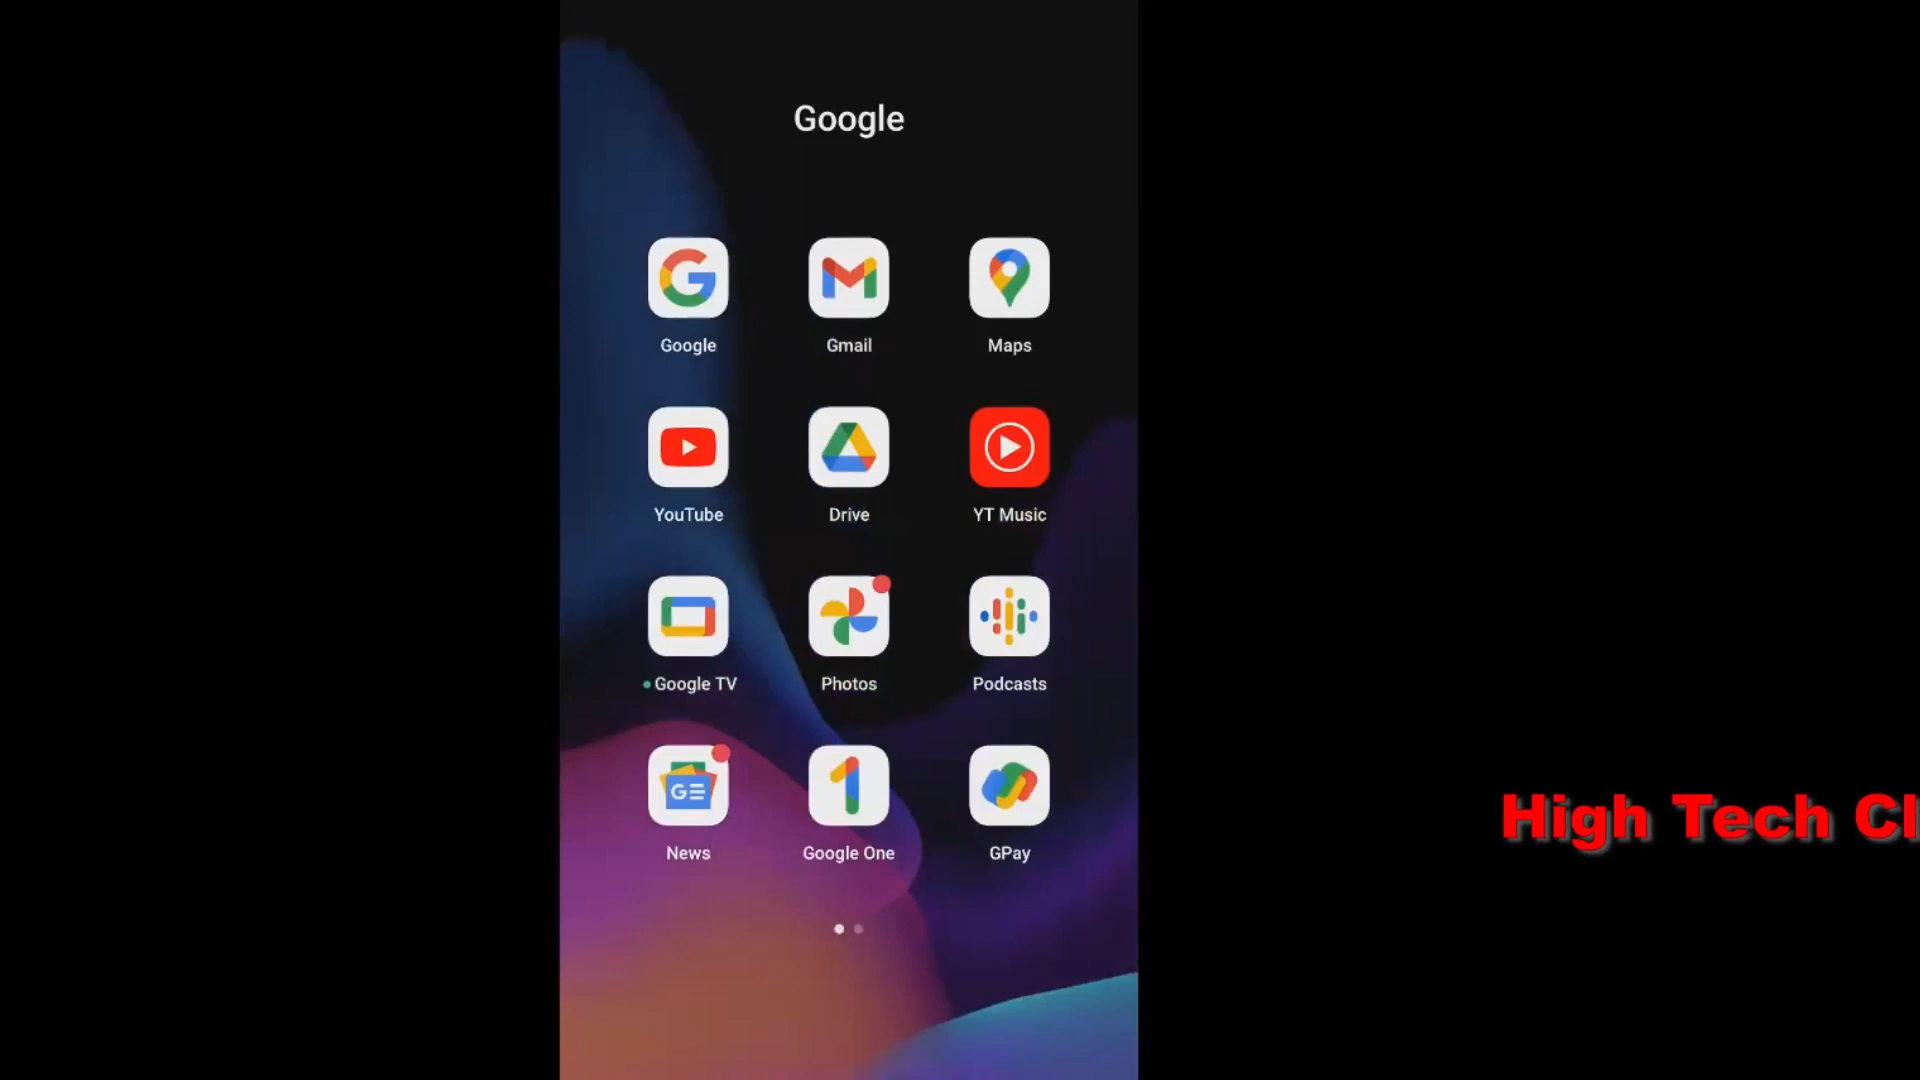 Google
Google Gmail Maps
YouTube Drive YT Music
Google TV Photos Podcasts
GE
News Google One GPay
High Tech Cl